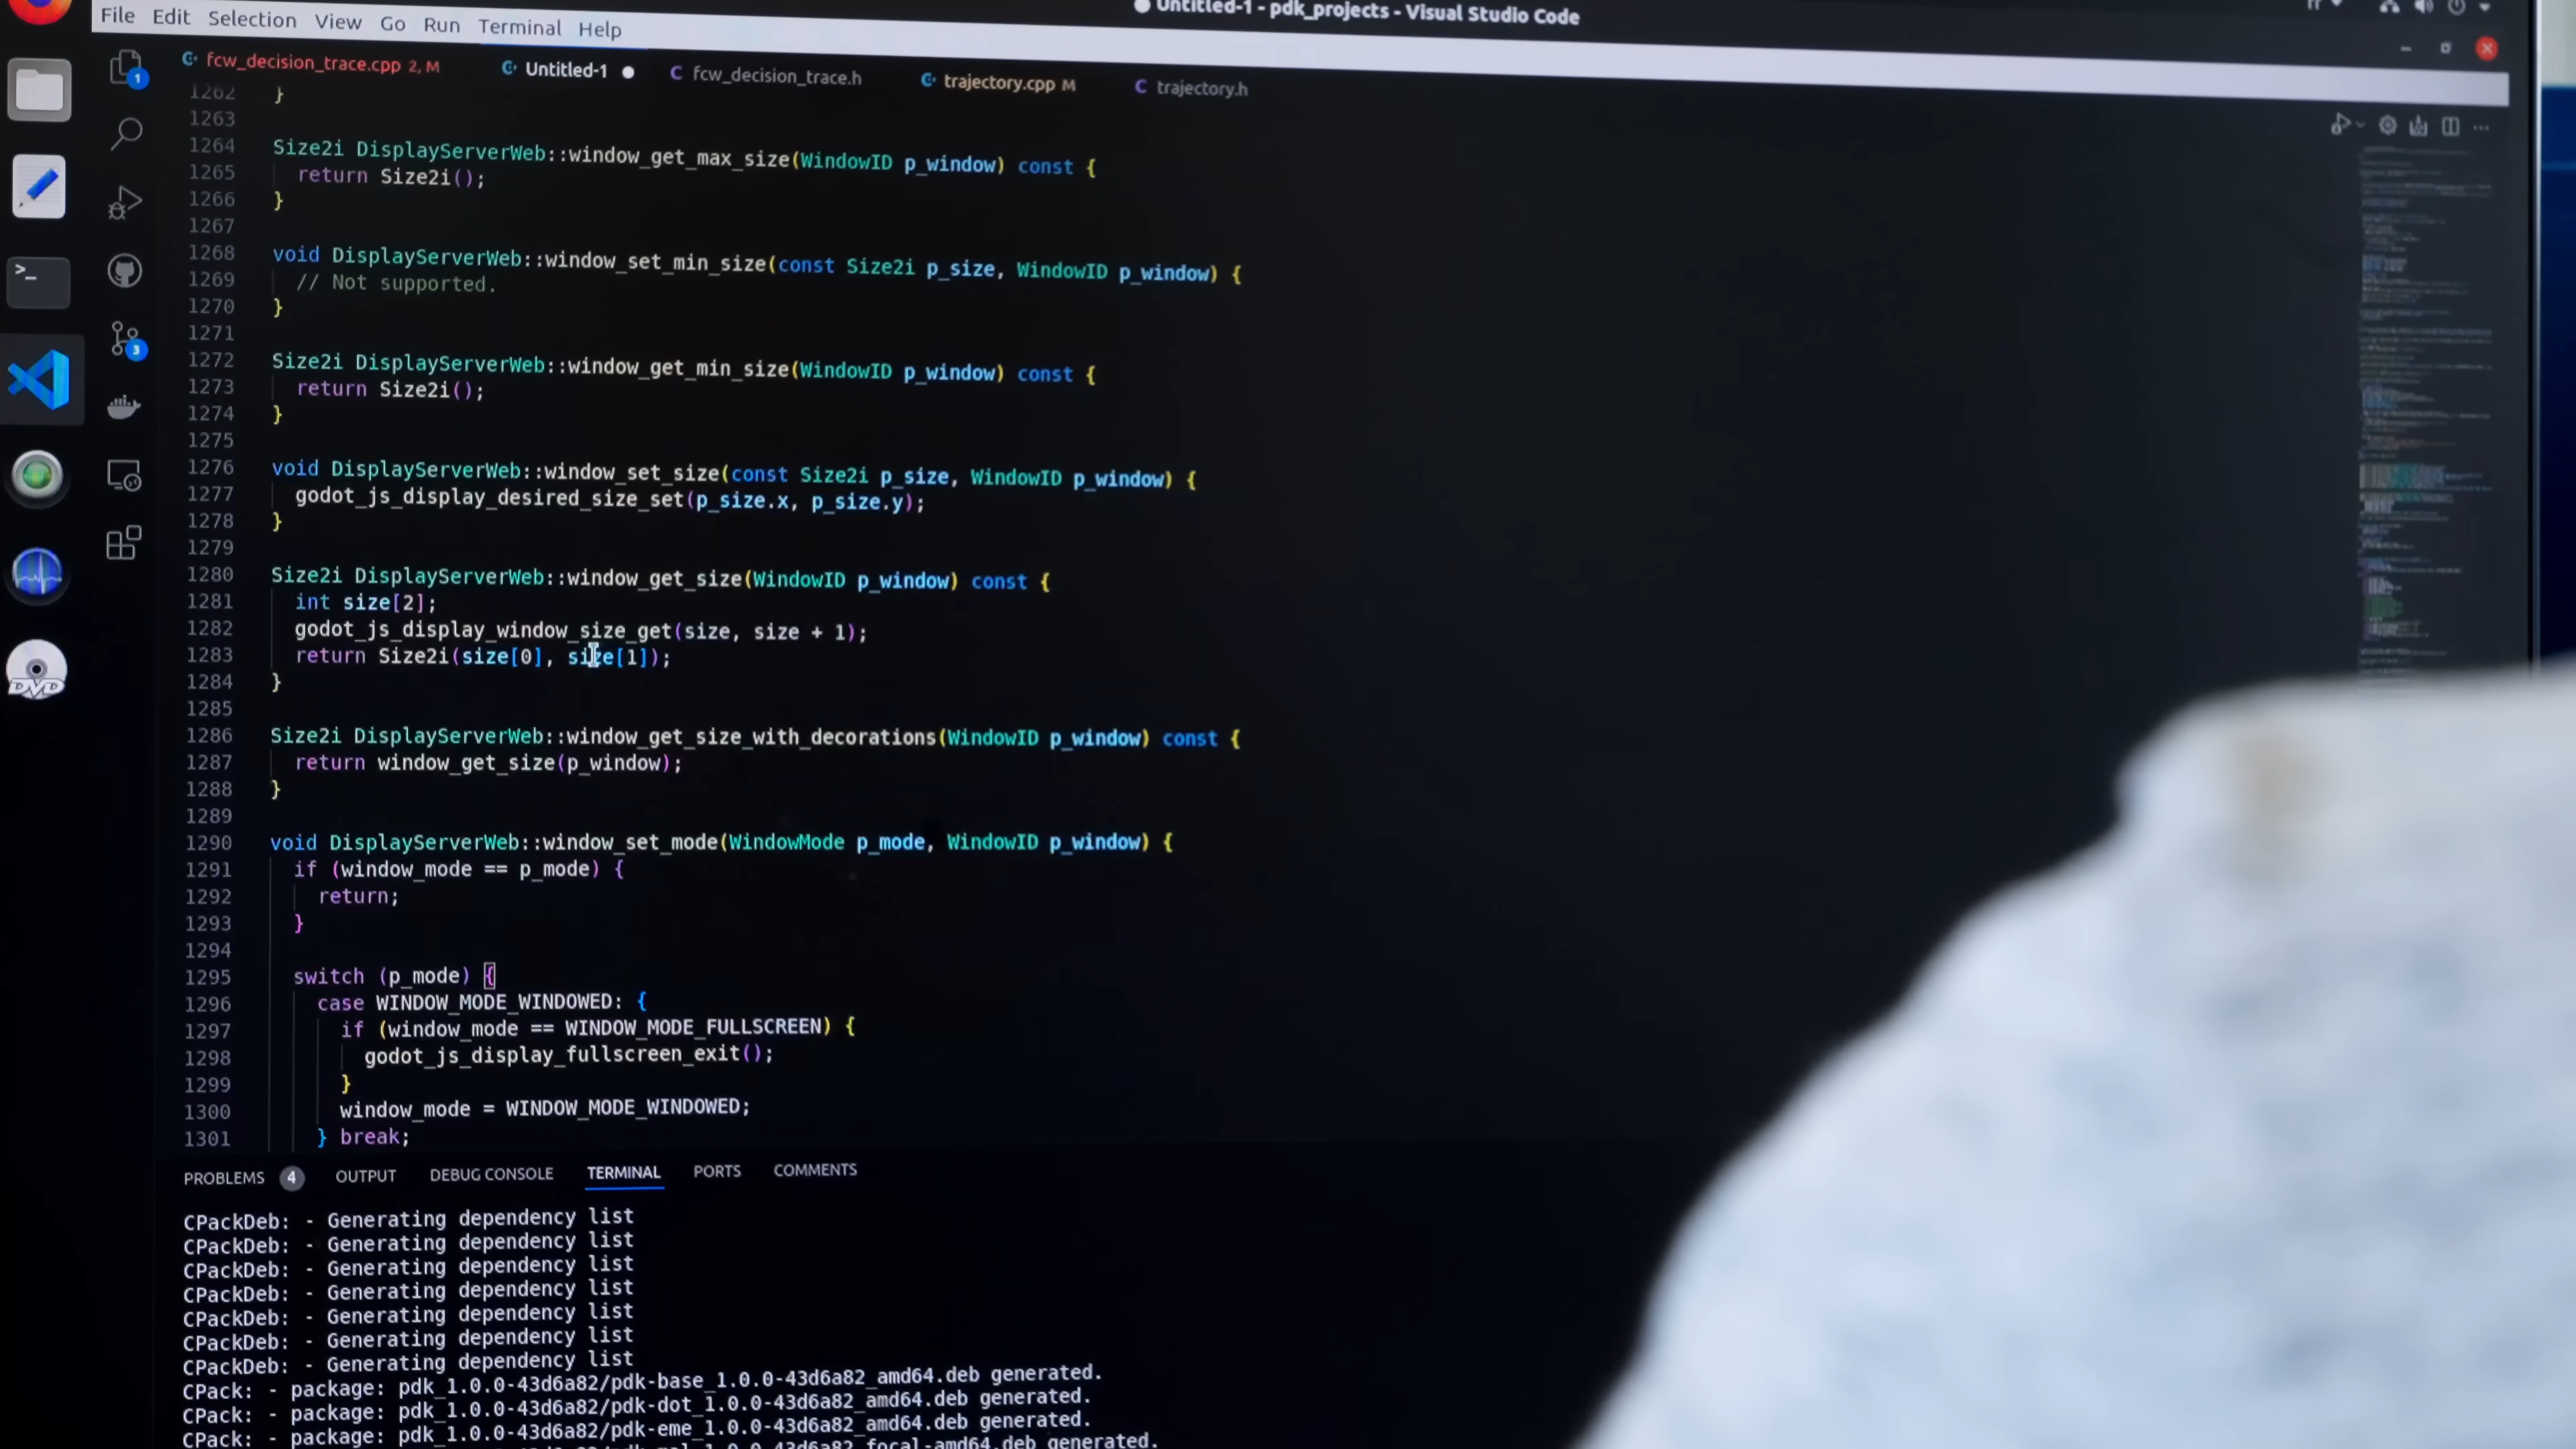 Untitled-1 - pdk_projects - Visual Studio Code
File Edit Selection View Go Run Terminal Help
1
fcw_decision_trace.cpp 2, M
Untitled-1
fcw_decision_trace.h
trajectory.cpp M
trajectory.h
1262 }
1263
1264 Size2i DisplayServerWeb::window_get_max_size(WindowID p_window) const {
1265 return Size2i();
1266 }
1267
1268 void DisplayServerWeb::window_set_min_size(const Size2i p_size, WindowID p_window) {
1269 // Not supported.
1270 }
1271
1272 Size2i DisplayServerWeb::window_get_min_size(WindowID p_window) const {
1273 return Size2i();
1274 }
1275
1276 void DisplayServerWeb::window_set_size(const Size2i p_size, WindowID p_window) {
1277 godot_js_display_desired_size_set(p_size.x, p_size.y);
1278 }
1279
1280 Size2i DisplayServerWeb::window_get_size(WindowID p_window) const {
1281 int size[2];
1282 godot_js_display_window_size_get(size, size + 1);
1283 return Size2i(size[0], size[1]);
1284 }
1285
1286 Size2i DisplayServerWeb::window_get_size_with_decorations(WindowID p_window) const {
1287 return window_get_size(p_window);
1288 }
1289
1290 void DisplayServerWeb::window_set_mode(WindowMode p_mode, WindowID p_window) {
1291 if (window_mode == p_mode) {
1292 return;
1293 }
1294
1295 switch (p_mode) {
1296 case WINDOW_MODE_WINDOWED: {
1297 if (window_mode == WINDOW_MODE_FULLSCREEN) {
1298 godot_js_display_fullscreen_exit();
1299 }
1300 window_mode = WINDOW_MODE_WINDOWED;
1301 } break;
3
DVD
PROBLEMS 4 OUTPUT DEBUG CONSOLE TERMINAL PORTS COMMENTS
CPackDeb: - Generating dependency list
CPackDeb: - Generating dependency list
CPackDeb: - Generating dependency list
CPackDeb: - Generating dependency list
CPackDeb: - Generating dependency list
CPackDeb: - Generating dependency list
CPackDeb: - Generating dependency list
CPack: - package: pdk_1.0.0-43d6a82/pdk-base_1.0.0-43d6a82_amd64.deb generated.
CPack: - package: pdk_1.0.0-43d6a82/pdk-dot_1.0.0-43d6a82_amd64.deb generated.
CPack: - package: pdk_1.0.0-43d6a82/pdk-eme_1.0.0-43d6a82_amd64.deb generated.
CPack: - package: generated.